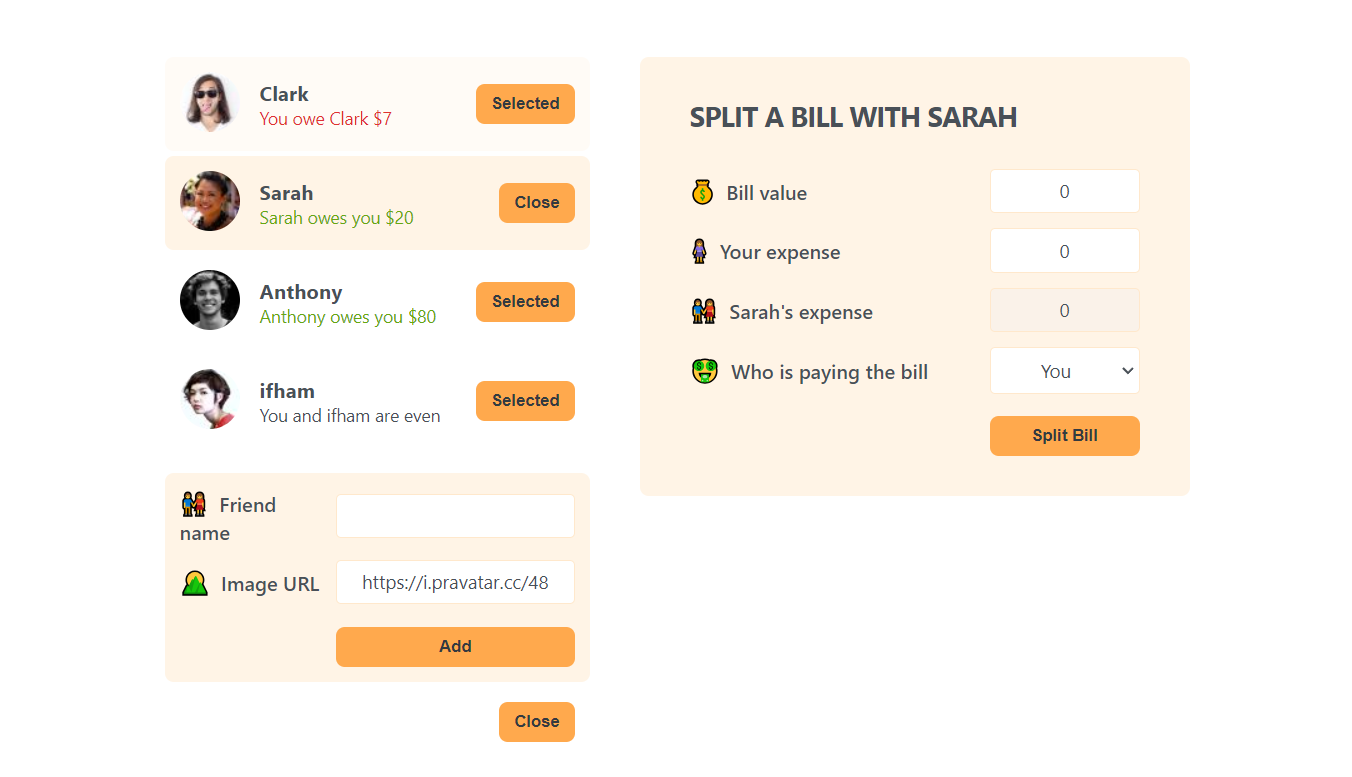 Clark
You owe Clark $7
Selected
Sarah
Sarah owes you $20
Close
Anthony
Anthony owes you $80
Selected
ifham
You and ifham are even
Selected
Friend
name
Image URL
https://i.pravatar.cc/48
Add
Close
SPLIT A BILL WITH SARAH
Bill value
0
Your expense
0
Sarah's expense
0
Who is paying the bill
You
Split Bill